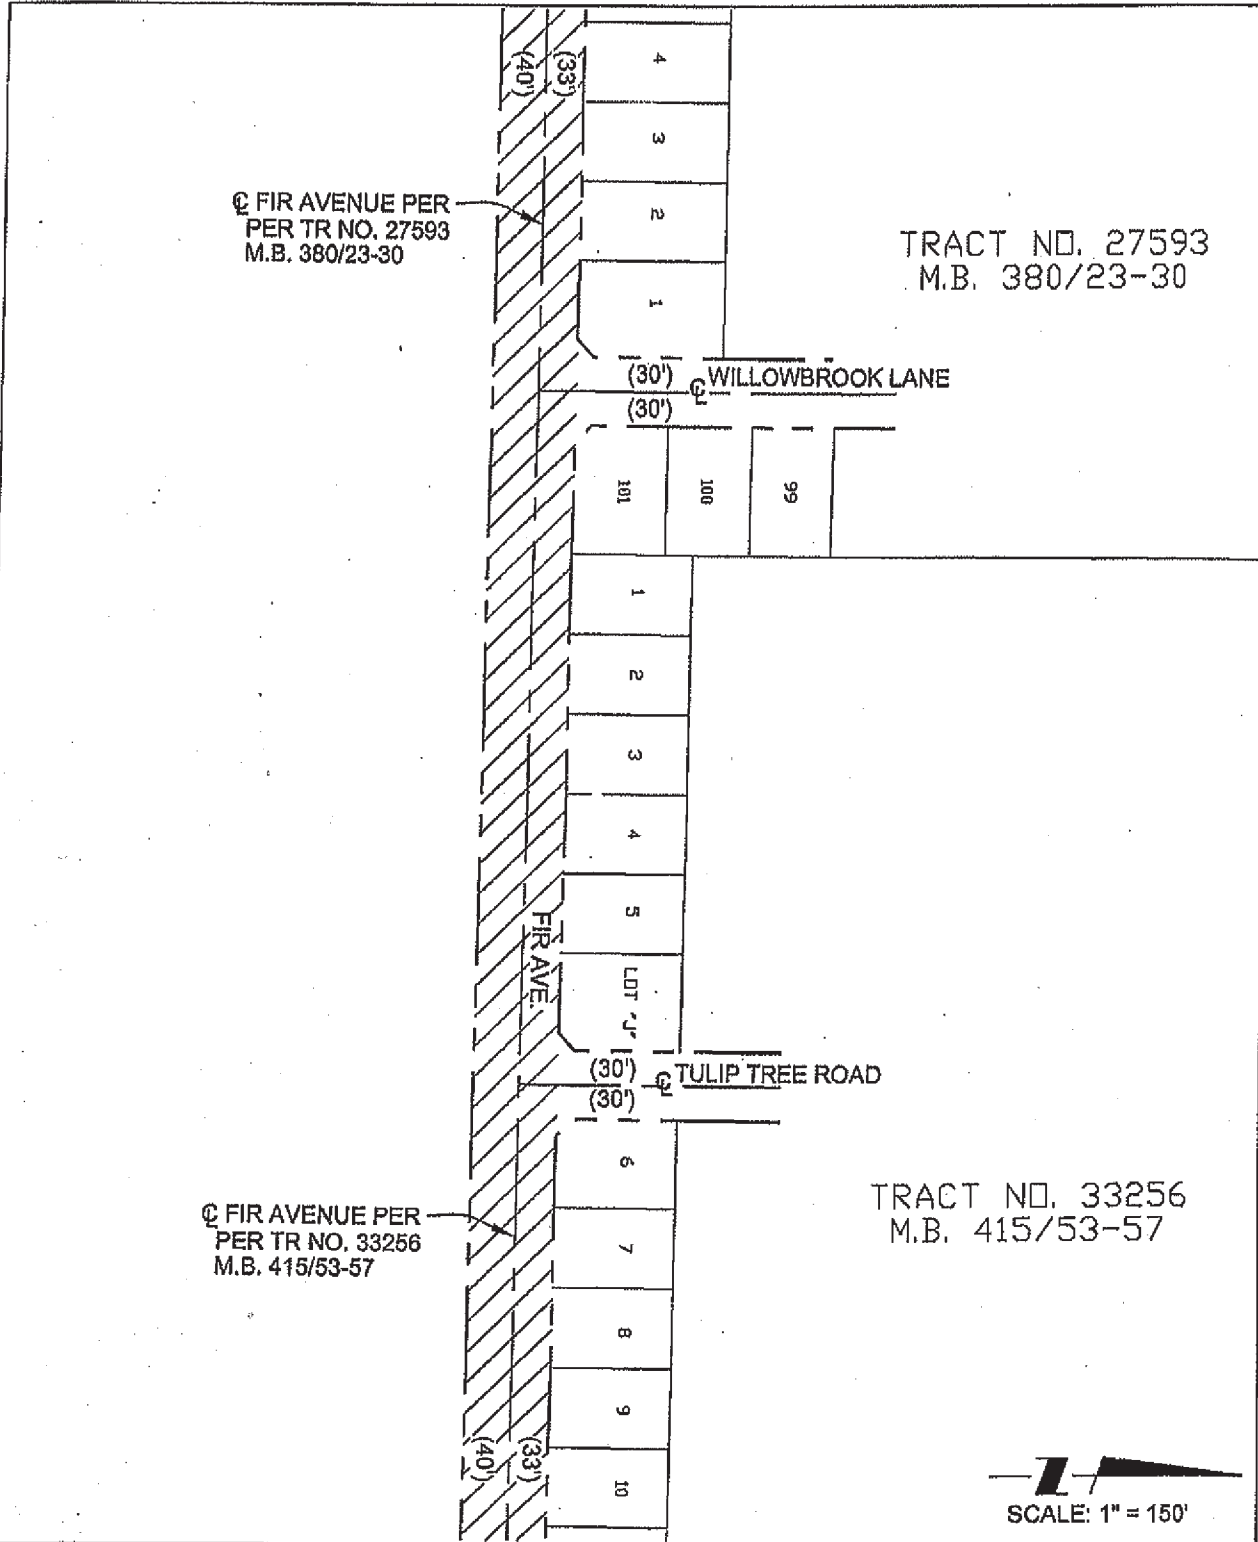 (40')
(33')
4
3
2
1
℄ FIR AVENUE PER
PER TR NO. 27593
M.B. 380/23-30
TRACT NO. 27593
M.B. 380/23-30
(30')
℄ WILLOWBROOK LANE
(30')
101
100
99
1
2
3
4
5
FIR AVE.
LOT 'J'
(30')
℄ TULIP TREE ROAD
(30')
6
7
8
9
10
℄ FIR AVENUE PER
PER TR NO. 33256
M.B. 415/53-57
TRACT NO. 33256
M.B. 415/53-57
(40')
(33')
N
SCALE: 1" = 150'